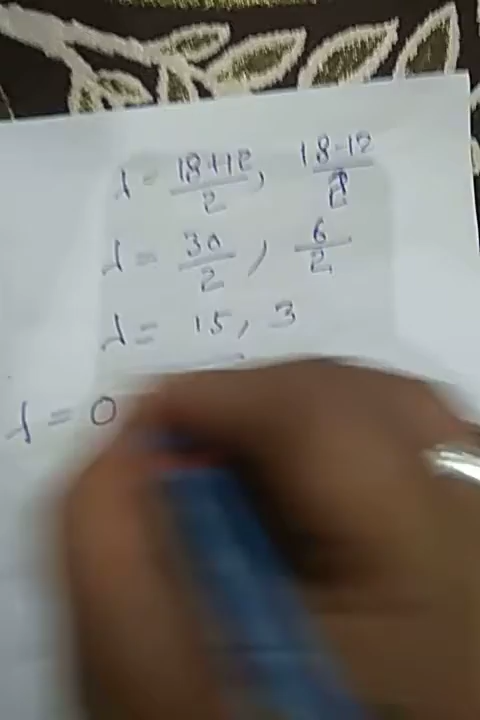 λ = 18+12/2, 18-12/2
λ = 30/2, 6/2
λ = 15, 3
λ = 0